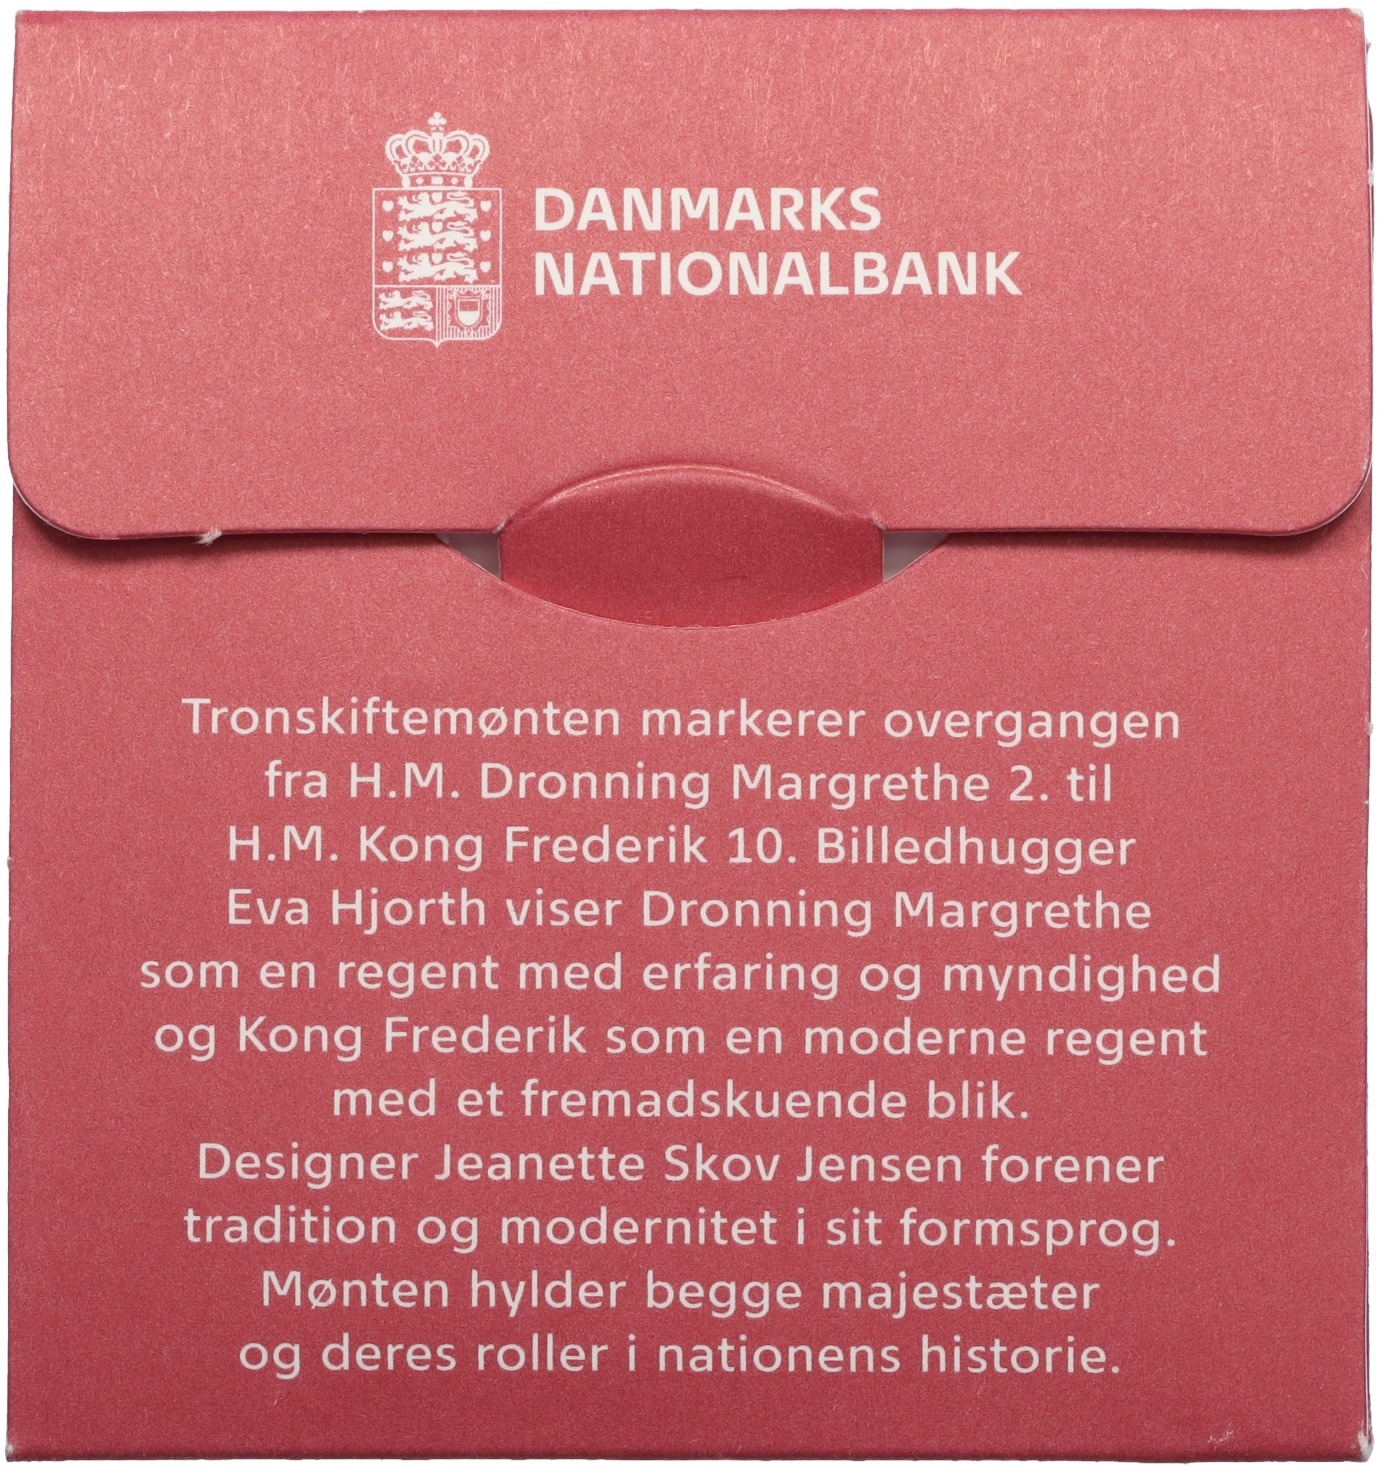 DANMARKS
NATIONALBANK
Tronskiftemønten markerer overgangen
fra H.M. Dronning Margrethe 2. til
H.M. Kong Frederik 10. Billedhugger
Eva Hjorth viser Dronning Margrethe
som en regent med erfaring og myndighed
og Kong Frederik som en moderne regent
med et fremadskuende blik.
Designer Jeanette Skov Jensen forener
tradition og modernitet i sit formsprog.
Mønten hylder begge majestæter
og deres roller i nationens historie.